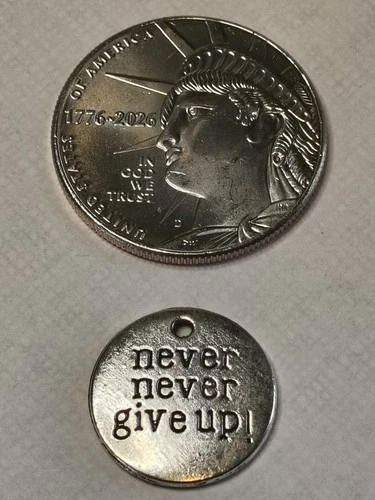 UNITED STATES OF AMERICA
1776~2026
IN
GOD
WE
TRUST
D
never
never
give up!